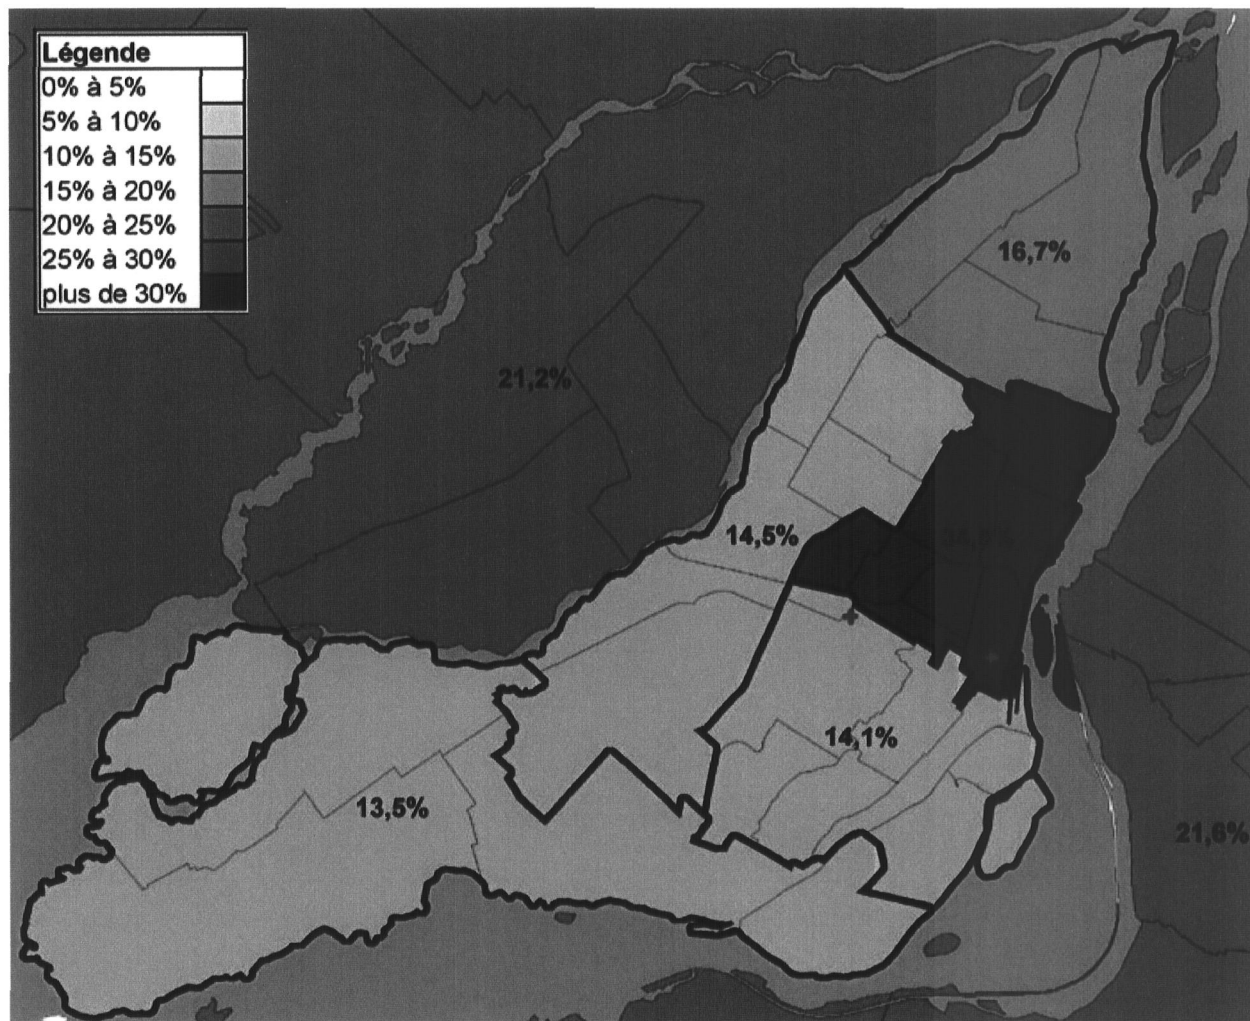 Légende
0% à 5%
5% à 10%
10% à 15%
15% à 20%
20% à 25%
25% à 30%
plus de 30%
16,7%
21,2%
14,5%
14,1%
13,5%
21,6%